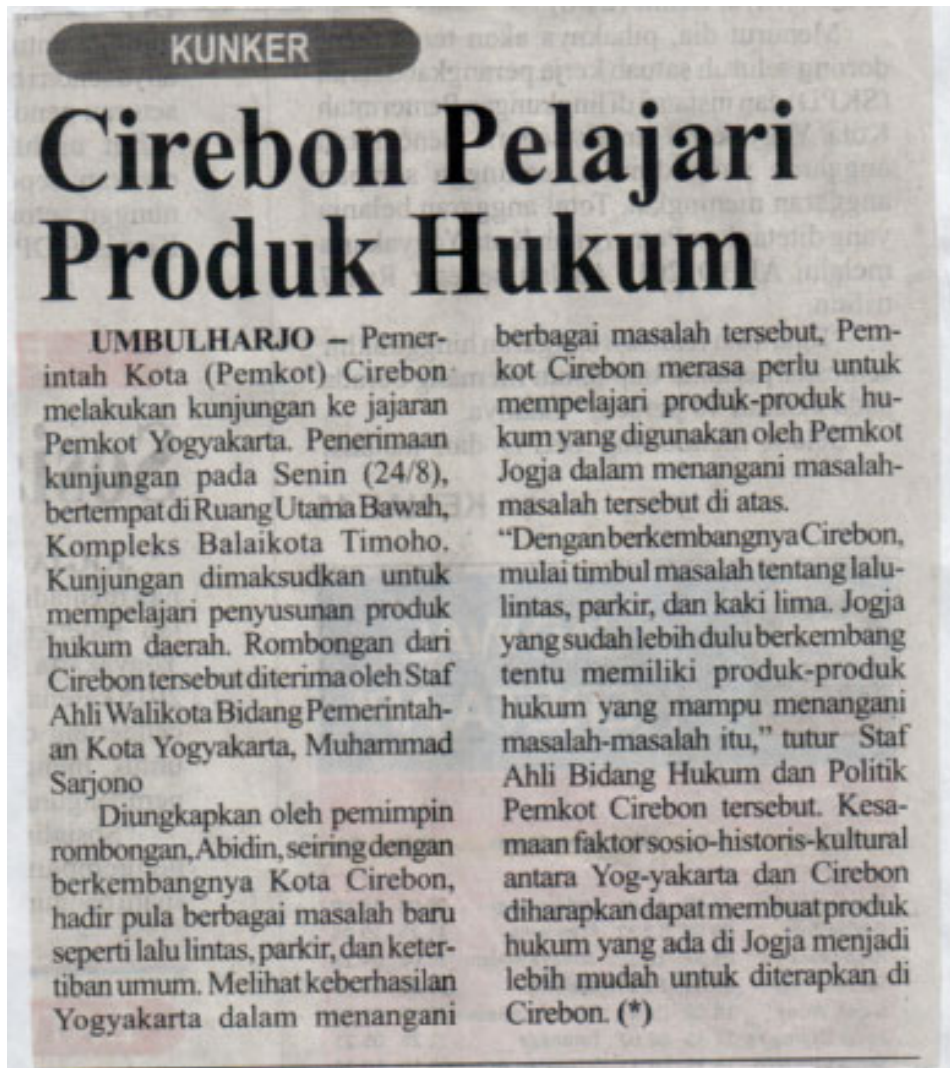 KUNKER
Cirebon Pelajari
Produk Hukum
UMBULHARJO – Pemer-
intah Kota (Pemkot) Cirebon
melakukan kunjungan ke jajaran
Pemkot Yogyakarta. Penerimaan
kunjungan pada Senin (24/8),
bertempat di Ruang Utama Bawah,
Kompleks Balaikota Timoho.
Kunjungan dimaksudkan untuk
mempelajari penyusunan produk
hukum daerah. Rombongan dari
Cirebon tersebut diterima oleh Staf
Ahli Walikota Bidang Pemerintah-
an Kota Yogyakarta, Muhammad
Sarjono
Diungkapkan oleh pemimpin
rombongan, Abidin, seiring dengan
berkembangnya Kota Cirebon,
hadir pula berbagai masalah baru
seperti lalu lintas, parkir, dan keter-
tiban umum. Melihat keberhasilan
Yogyakarta dalam menangani
berbagai masalah tersebut, Pem-
kot Cirebon merasa perlu untuk
mempelajari produk-produk hu-
kum yang digunakan oleh Pemkot
Jogja dalam menangani masalah-
masalah tersebut di atas.
“Dengan berkembangnya Cirebon,
mulai timbul masalah tentang lalu-
lintas, parkir, dan kaki lima. Jogja
yang sudah lebih dulu berkembang
tentu memiliki produk-produk
hukum yang mampu menangani
masalah-masalah itu,” tutur Staf
Ahli Bidang Hukum dan Politik
Pemkot Cirebon tersebut. Kesa-
maan faktor sosio-historis-kultural
antara Yog-yakarta dan Cirebon
diharapkan dapat membuat produk
hukum yang ada di Jogja menjadi
lebih mudah untuk diterapkan di
Cirebon. (*)